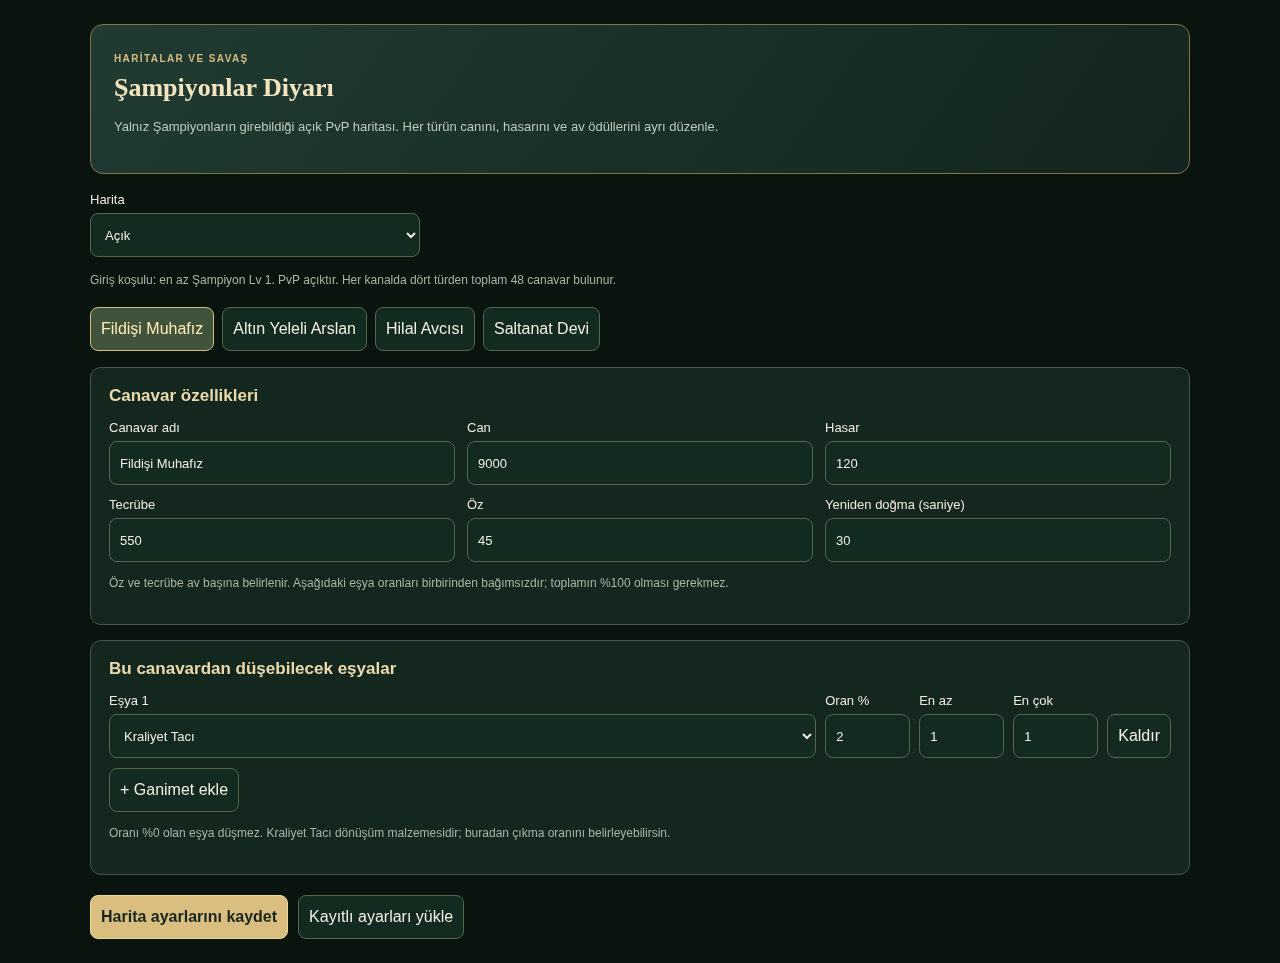 HARİTALAR VE SAVAŞ
Şampiyonlar Diyarı
Yalnız Şampiyonların girebildiği açık PvP haritası. Her türün canını, hasarını ve av ödüllerini ayrı düzenle.
Harita
Açık
Giriş koşulu: en az Şampiyon Lv 1. PvP açıktır. Her kanalda dört türden toplam 48 canavar bulunur.
Fildişi Muhafız Altın Yeleli Arslan Hilal Avcısı Saltanat Devi
Canavar özellikleri
Canavar adı Can Hasar
Fildişi Muhafız 9000 120
Tecrübe Öz Yeniden doğma (saniye)
550 45 30
Öz ve tecrübe av başına belirlenir. Aşağıdaki eşya oranları birbirinden bağımsızdır; toplamın %100 olması gerekmez.
Bu canavardan düşebilecek eşyalar
Eşya 1 Oran % En az En çok
Kraliyet Tacı 2 1 1 Kaldır
+ Ganimet ekle
Oranı %0 olan eşya düşmez. Kraliyet Tacı dönüşüm malzemesidir; buradan çıkma oranını belirleyebilirsin.
Harita ayarlarını kaydet Kayıtlı ayarları yükle